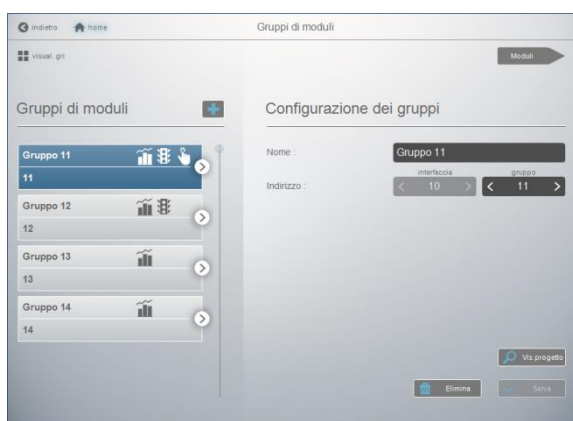 indietro home Gruppi di moduli
visual. gri Moduli
Gruppi di moduli
Configurazione dei gruppi
Gruppo 11
11
Gruppo 12
12
Gruppo 13
13
Gruppo 14
14
Nome : Gruppo 11
interfaccia gruppo
Indirizzo : < 10 > < 11 >
Vis.progetto
Elimina Salva